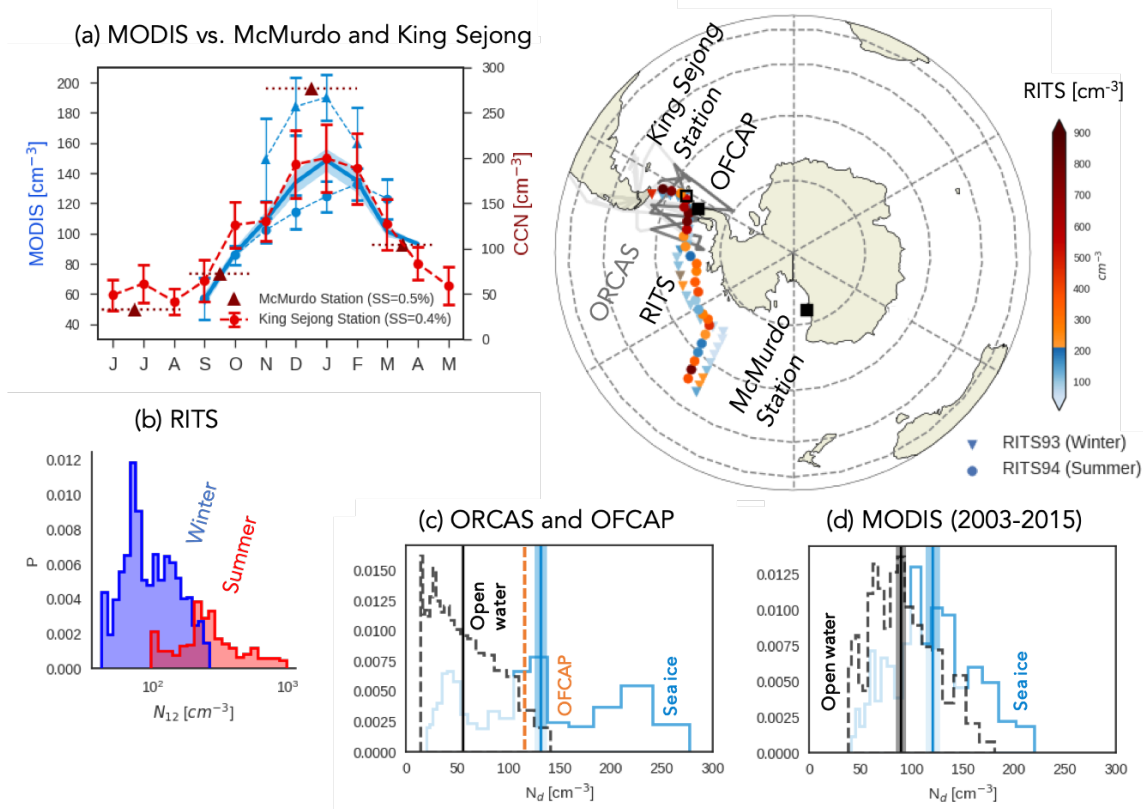 (a) MODIS vs. McMurdo and King Sejong
200
180
160
140
120
100
80
60
40
MODIS [cm⁻³]
300
250
200
150
100
50
0
CCN [cm⁻³]
McMurdo Station (SS=0.5%)
King Sejong Station (SS=0.4%)
J J A S O N D J F M A M
King Sejong
Station
OFCAP
ORCAS
RITS
McMurdo
Station
RITS [cm⁻³]
900
800
700
600
500
400
300
200
100
cm⁻³
RITS93 (Winter)
RITS94 (Summer)
(b) RITS
0.012
0.010
0.008
0.006
0.004
0.002
0.000
P
Winter
Summer
10² 10³
N₁₂ [cm⁻³]
(c) ORCAS and OFCAP
0.0150
0.0125
0.0100
0.0075
0.0050
0.0025
0.0000
Open
water
OFCAP
Sea ice
0 50 100 150 200 250 300
N_d [cm⁻³]
(d) MODIS (2003-2015)
0.0125
0.0100
0.0075
0.0050
0.0025
0.0000
Open water
Sea ice
0 50 100 150 200 250 300
N_d [cm⁻³]